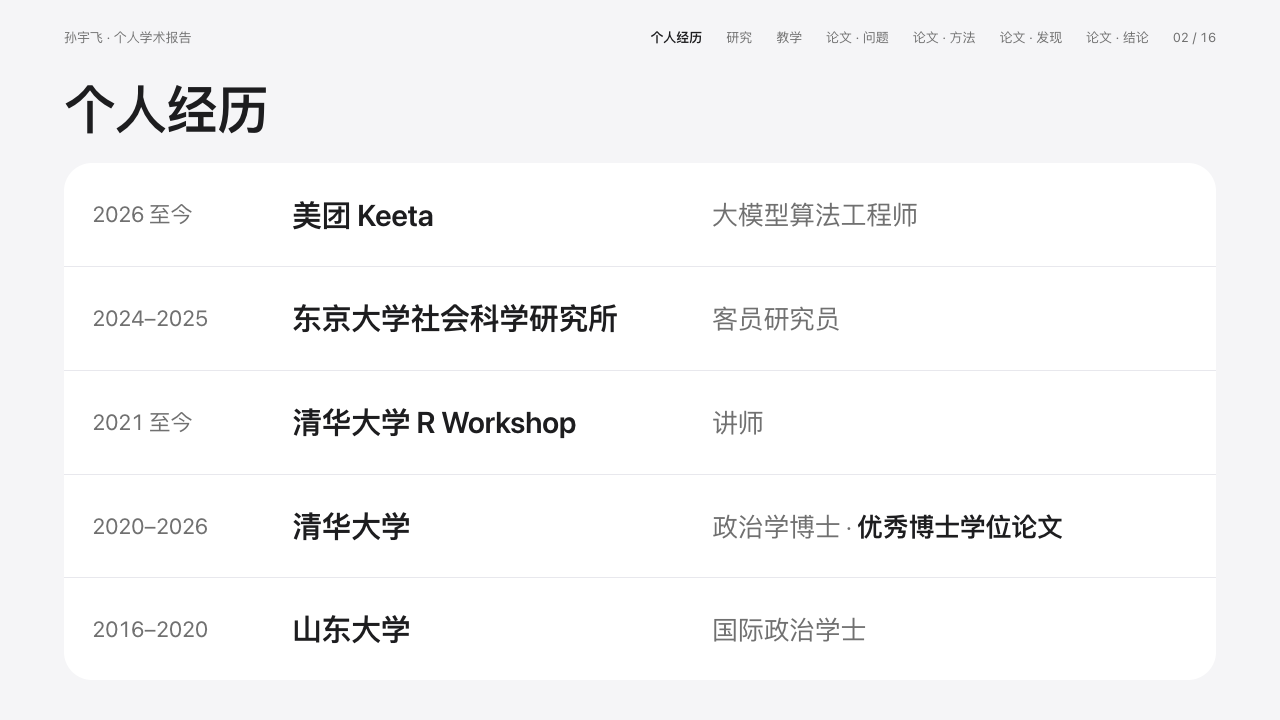 孙宇飞 · 个人学术报告
个人经历 研究 教学 论文 · 问题 论文 · 方法 论文 · 发现 论文 · 结论 02 / 16
个人经历
2026 至今 美团 Keeta 大模型算法工程师
2024–2025 东京大学社会科学研究所 客员研究员
2021 至今 清华大学 R Workshop 讲师
2020–2026 清华大学 政治学博士 · 优秀博士学位论文
2016–2020 山东大学 国际政治学士